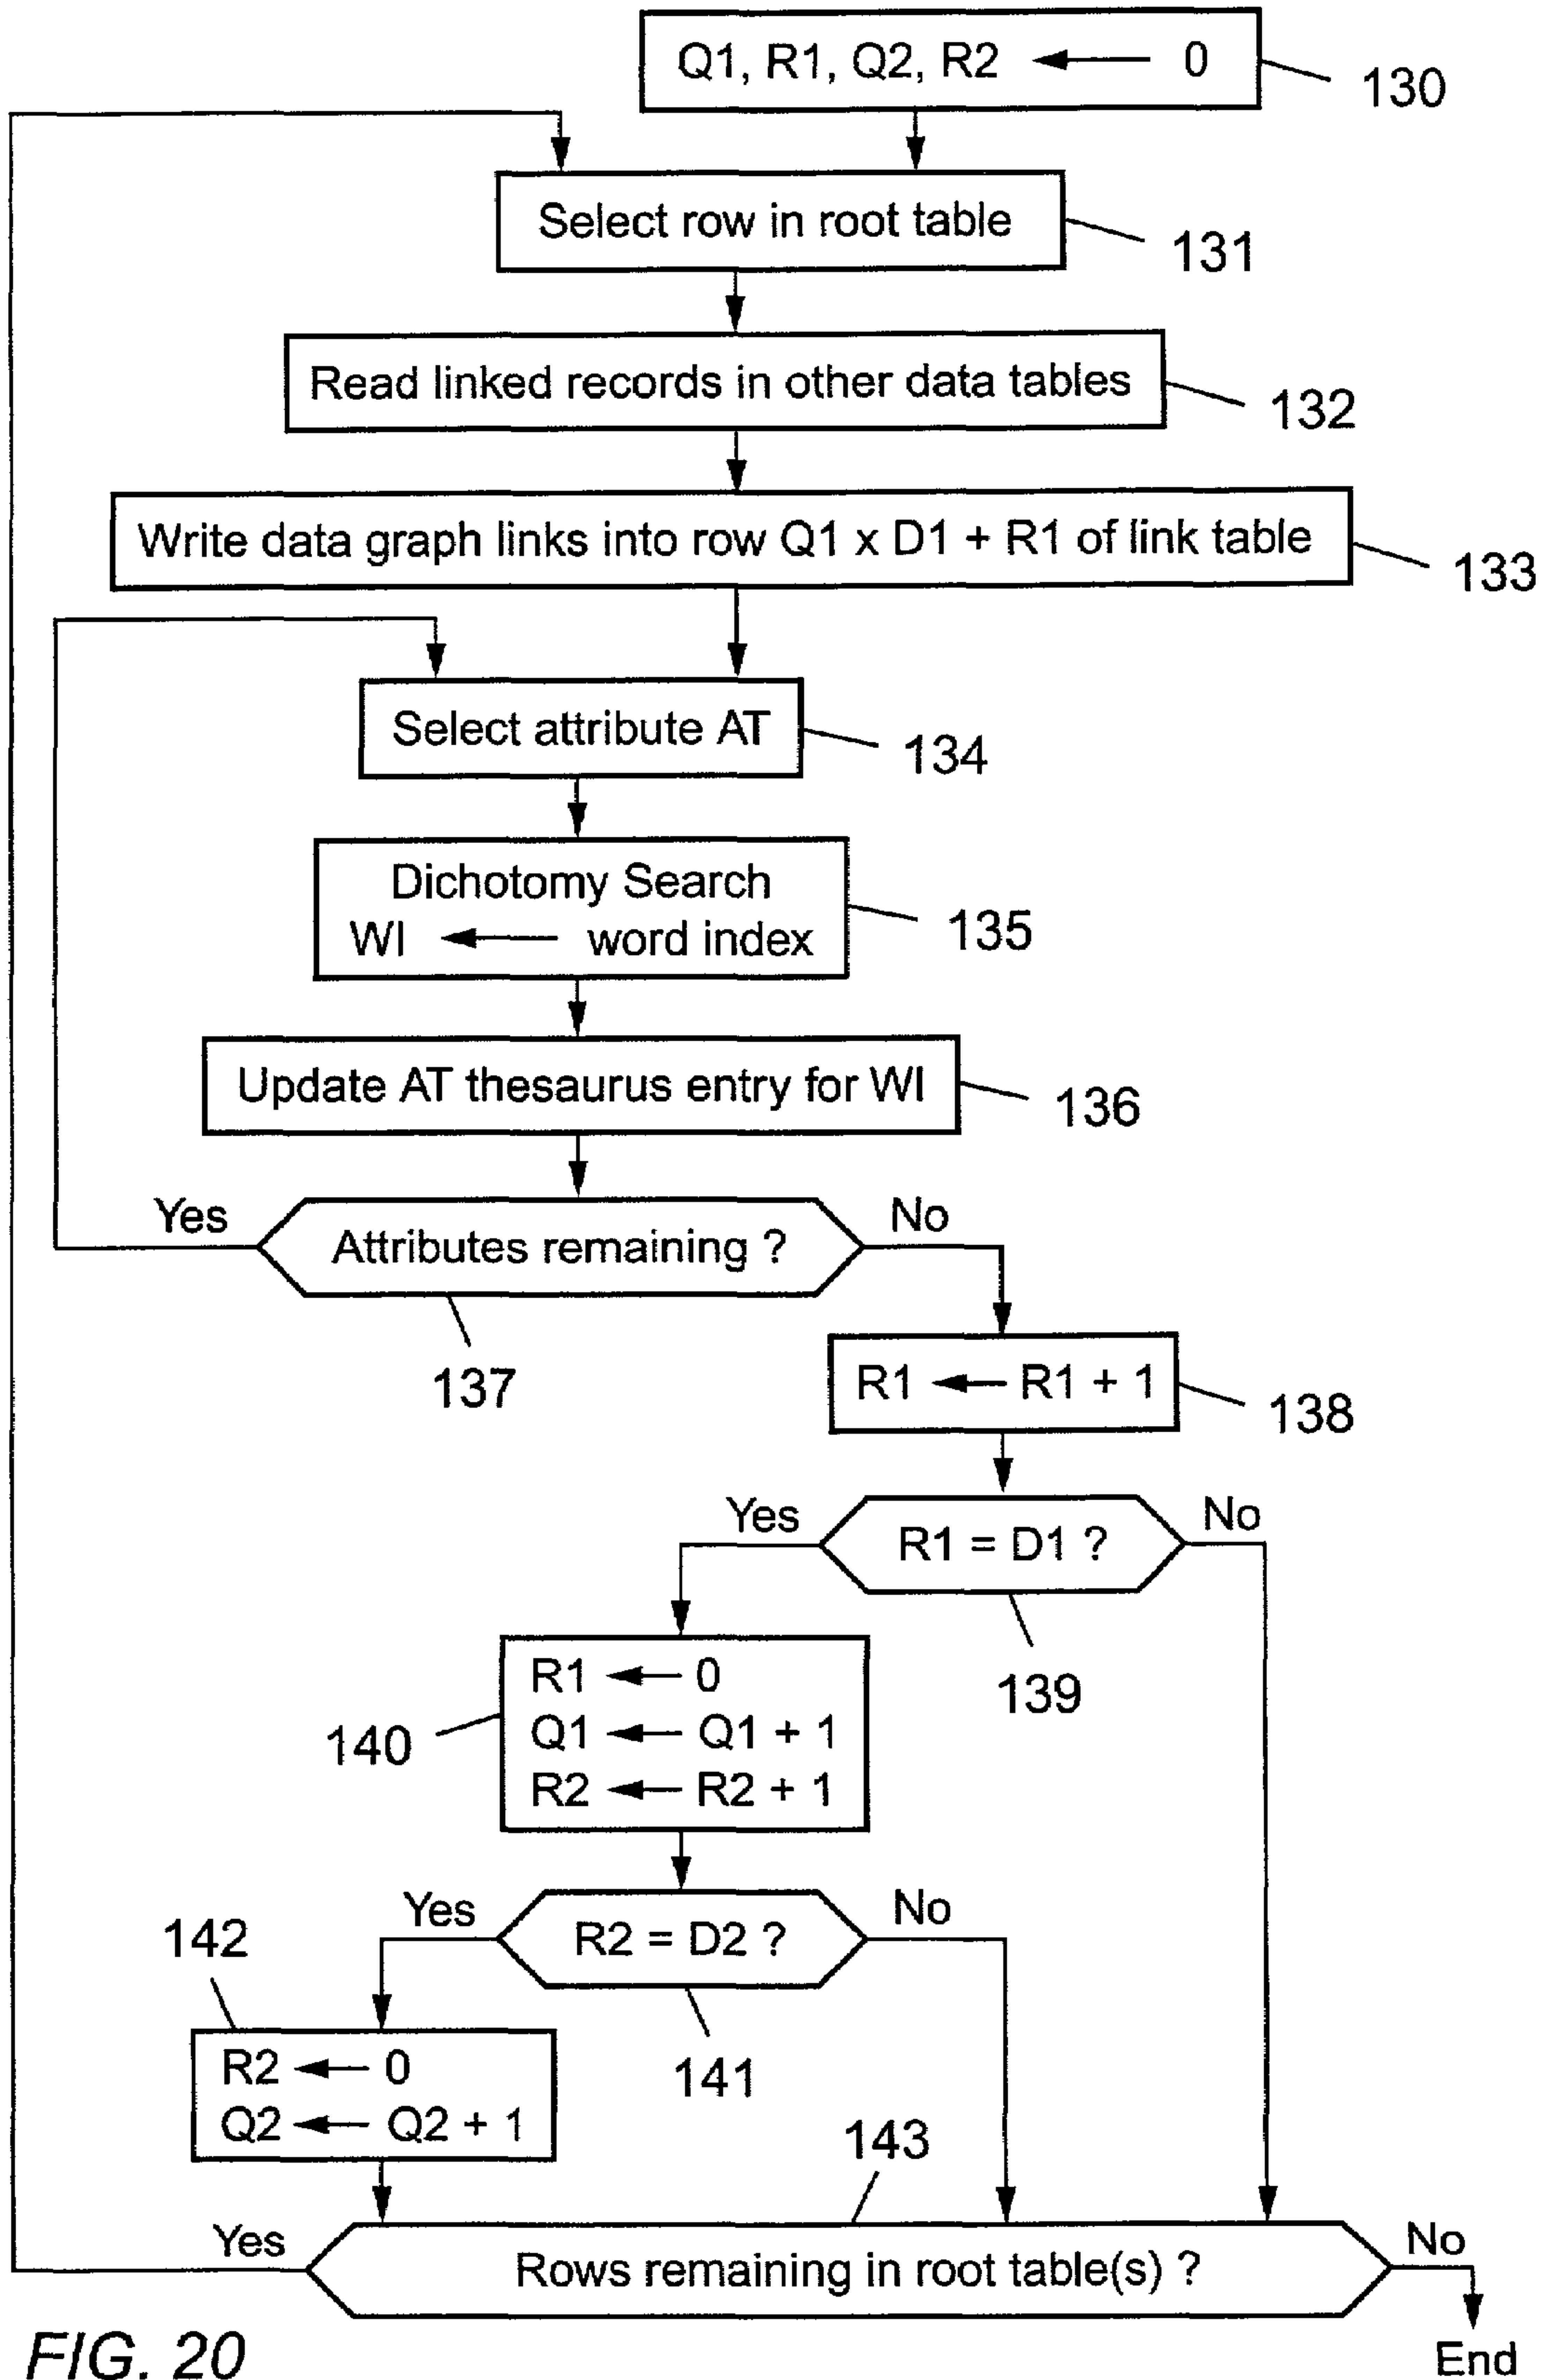 Q1, R1, Q2, R2 ← 0
130
Select row in root table
131
Read linked records in other data tables
132
Write data graph links into row Q1 x D1 + R1 of link table
133
Select attribute AT
134
Dichotomy Search
WI ← word index
135
Update AT thesaurus entry for WI
136
Yes
Attributes remaining ?
No
137
R1 ← R1 + 1
138
Yes
R1 = D1 ?
No
139
R1 ← 0
Q1 ← Q1 + 1
R2 ← R2 + 1
140
Yes
R2 = D2 ?
No
141
142
R2 ← 0
Q2 ← Q2 + 1
143
Yes
Rows remaining in root table(s) ?
No
End
FIG. 20